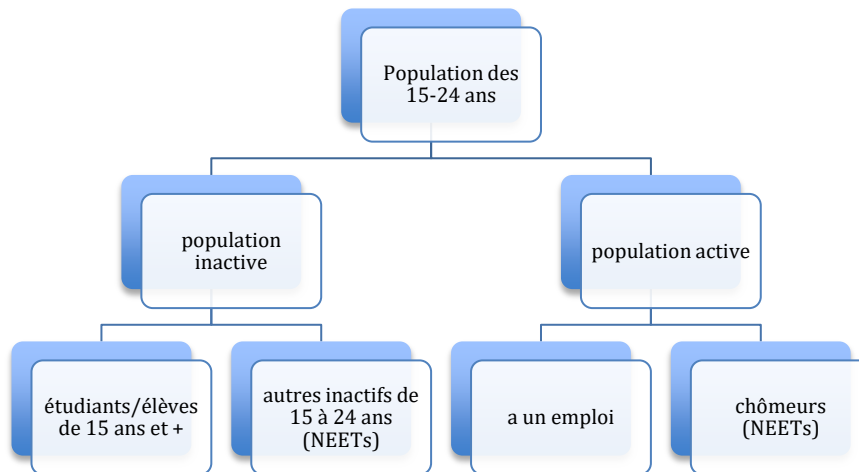 Population des
15-24 ans
population
inactive
population active
étudiants/élèves
de 15 ans et +
autres inactifs de
15 à 24 ans
(NEETs)
a un emploi
chômeurs
(NEETs)